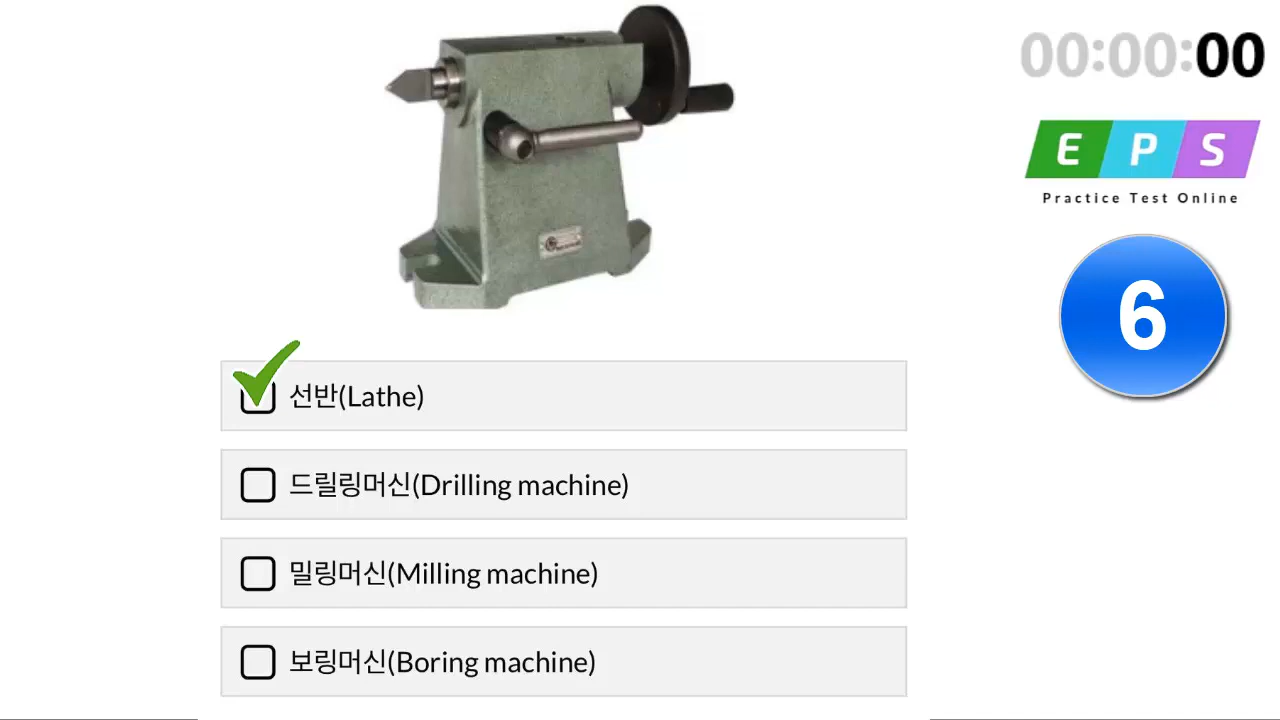 00:00:00
E P S
Practice Test Online
6
선반(Lathe)
드릴링머신(Drilling machine)
밀링머신(Milling machine)
보링머신(Boring machine)